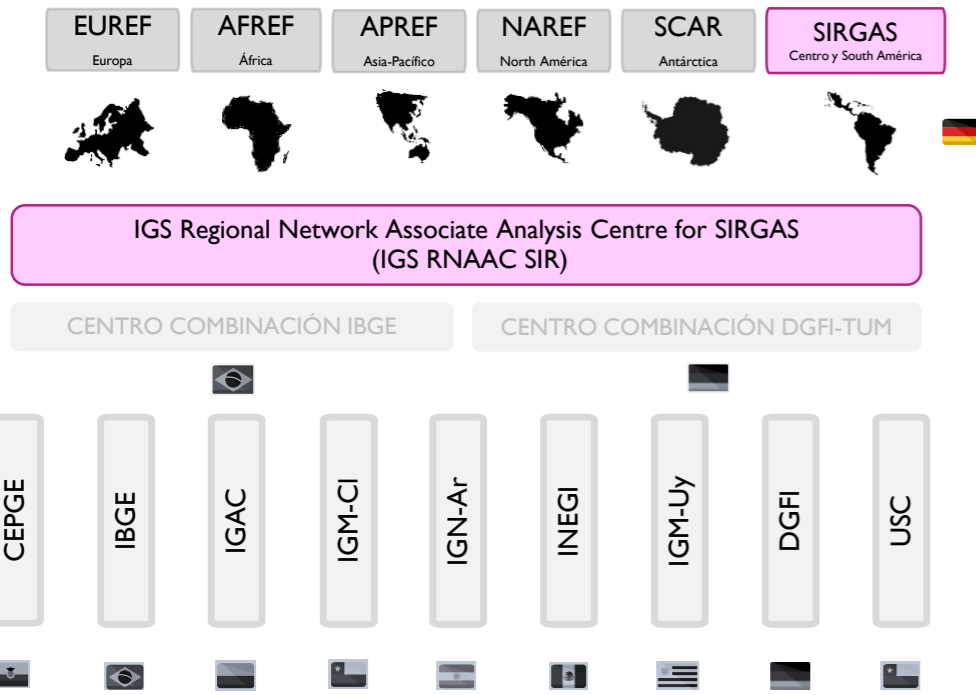 EUREF
Europa
AFREF
África
APREF
Asia-Pacífico
NAREF
North América
SCAR
Antárctica
SIRGAS
Centro y South América
IGS Regional Network Associate Analysis Centre for SIRGAS
(IGS RNAAC SIR)
CENTRO COMBINACIÓN IBGE
CENTRO COMBINACIÓN DGFI-TUM
CEPGE
IBGE
IGAC
IGM-Cl
IGN-Ar
INEGI
IGM-Uy
DGFI
USC